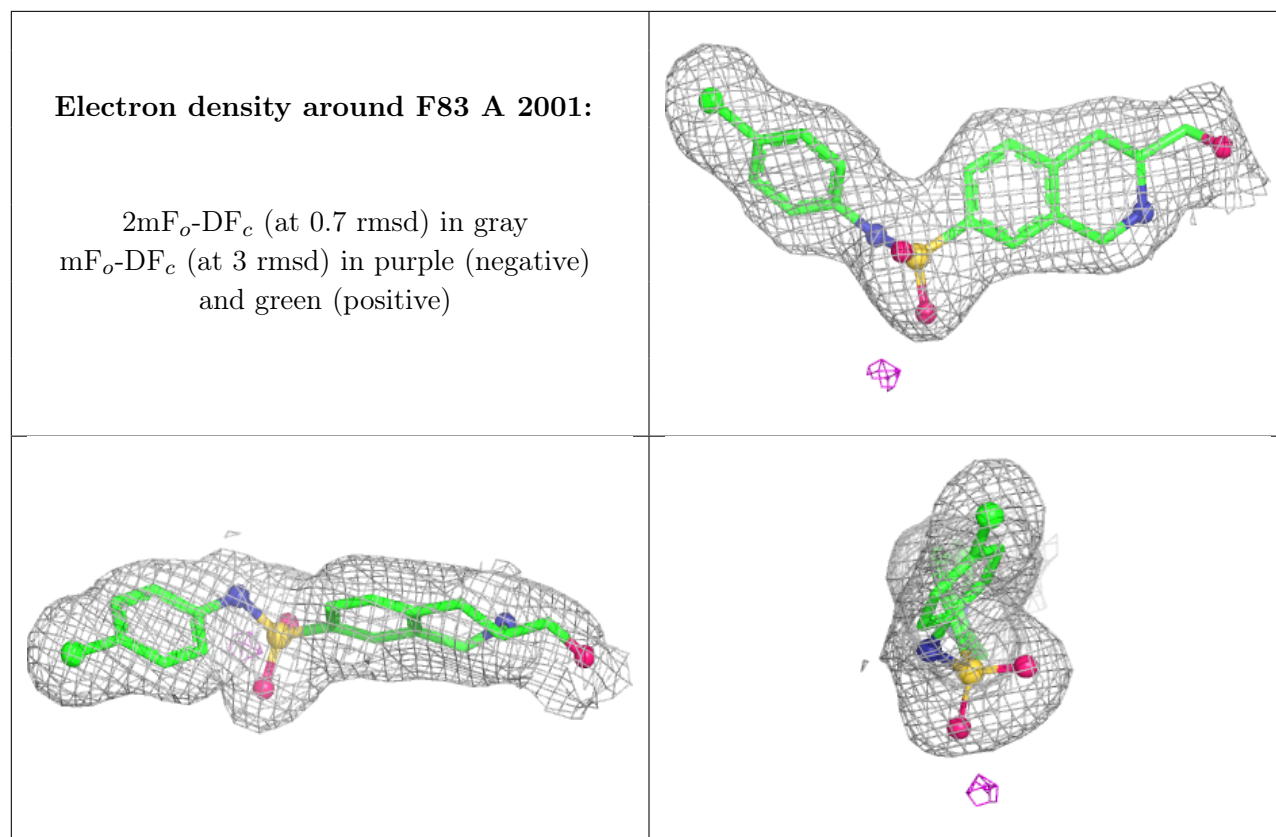 Electron density around F83 A 2001:
2mFo-DFc (at 0.7 rmsd) in gray
mFo-DFc (at 3 rmsd) in purple (negative)
and green (positive)